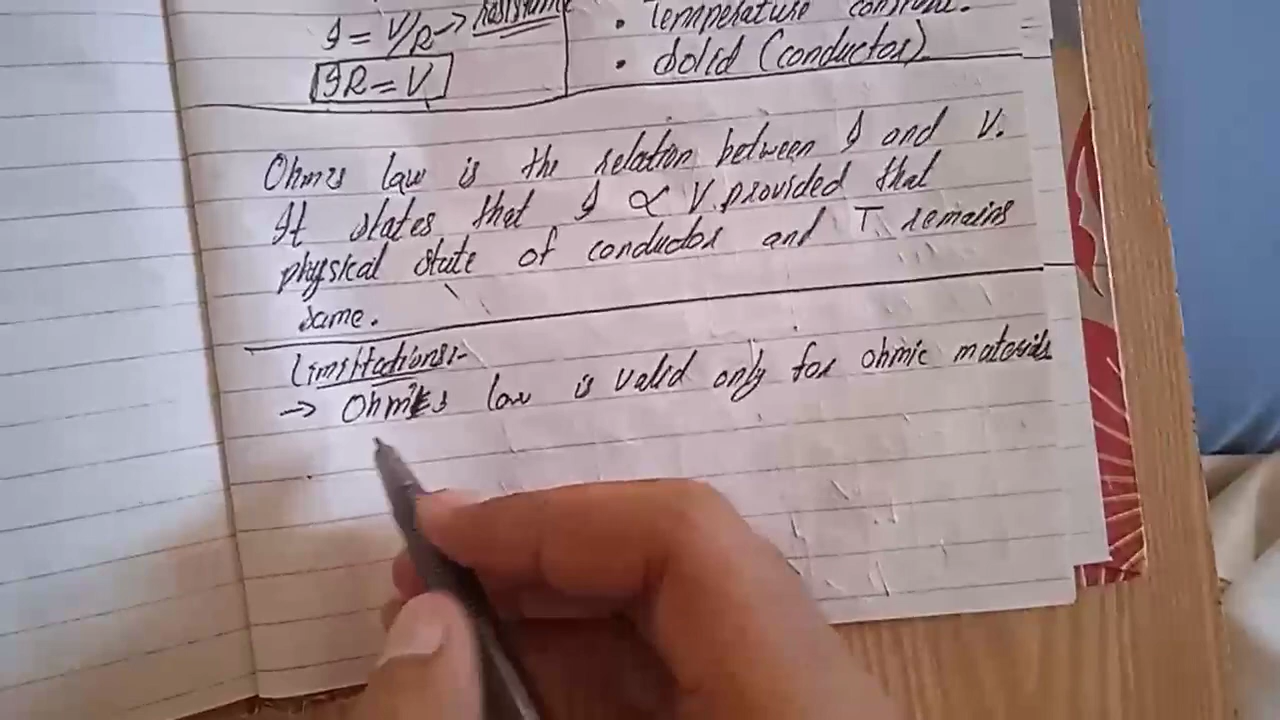 I = V/R → Resistance
IR = V
• Temperature constant.
• Solid (conductor).
Ohms law is the relation between I and V.
It states that I ∝ V provided that
physical state of conductor and T remains
same.
Limitations:-
→ Ohm's law is valid only for ohmic materials